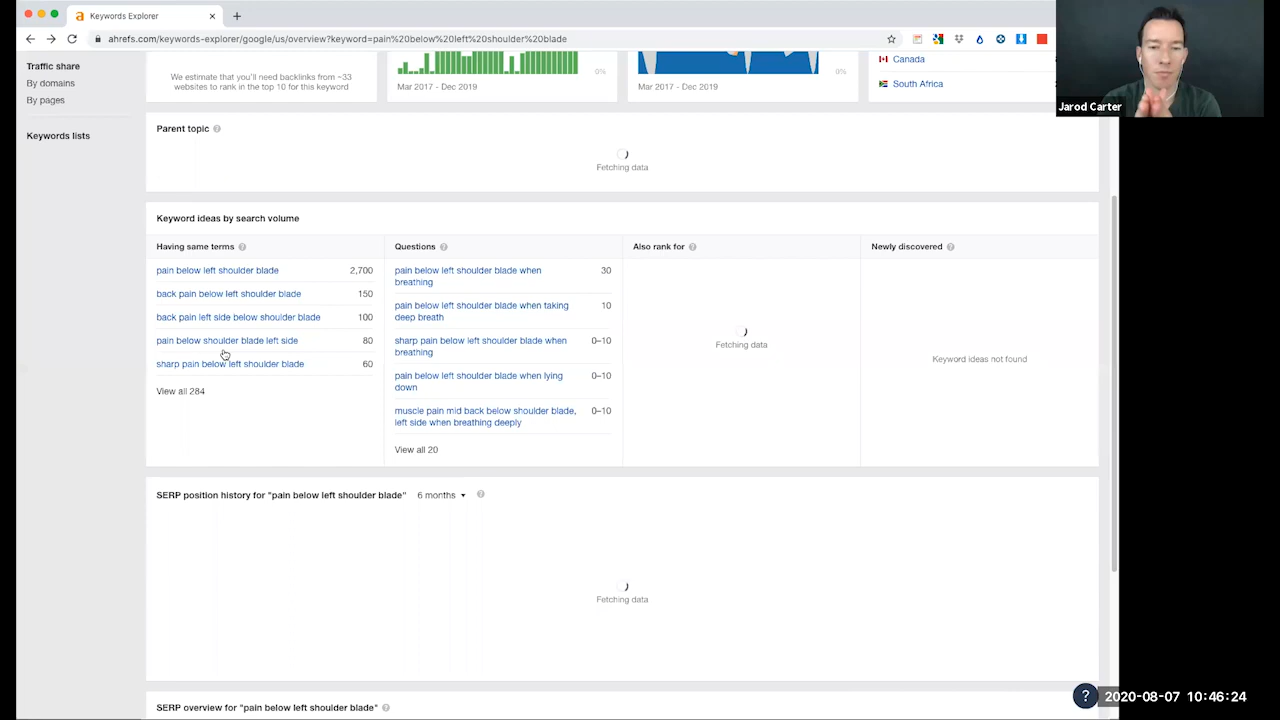 Keywords Explorer
ahrefs.com/keywords-explorer/google/us/overview?keyword=pain%20below%20left%20shoulder%20blade
Jarod Carter
Traffic share
By domains
By pages
Keywords lists
We estimate that you'll need backlinks from ~33
websites to rank in the top 10 for this keyword
0%
Mar 2017 - Dec 2019
0%
Mar 2017 - Dec 2019
Canada
South Africa
Parent topic
Fetching data
Keyword ideas by search volume
Having same terms
pain below left shoulder blade 2,700
back pain below left shoulder blade 150
back pain left side below shoulder blade 100
pain below shoulder blade left side 80
sharp pain below left shoulder blade 60
View all 284
Questions
pain below left shoulder blade when 30
breathing
pain below left shoulder blade when taking 10
deep breath
sharp pain below left shoulder blade when 0–10
breathing
pain below left shoulder blade when lying 0–10
down
muscle pain mid back below shoulder blade, 0–10
left side when breathing deeply
View all 20
Also rank for
Fetching data
Newly discovered
Keyword ideas not found
SERP position history for "pain below left shoulder blade" 6 months
Fetching data
SERP overview for "pain below left shoulder blade"
2020-08-07 10:46:24